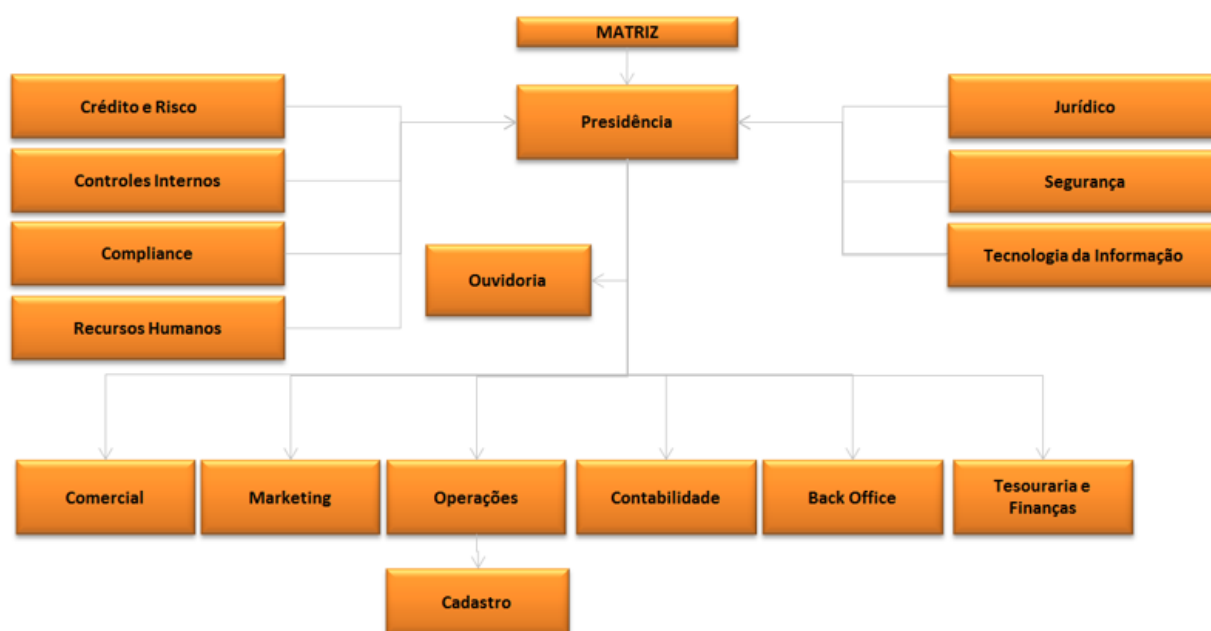 MATRIZ
Crédito e Risco
Presidência
Jurídico
Controles Internos
Segurança
Compliance
Ouvidoria
Tecnologia da Informação
Recursos Humanos
Comercial
Marketing
Operações
Contabilidade
Back Office
Tesouraria e
Finanças
Cadastro